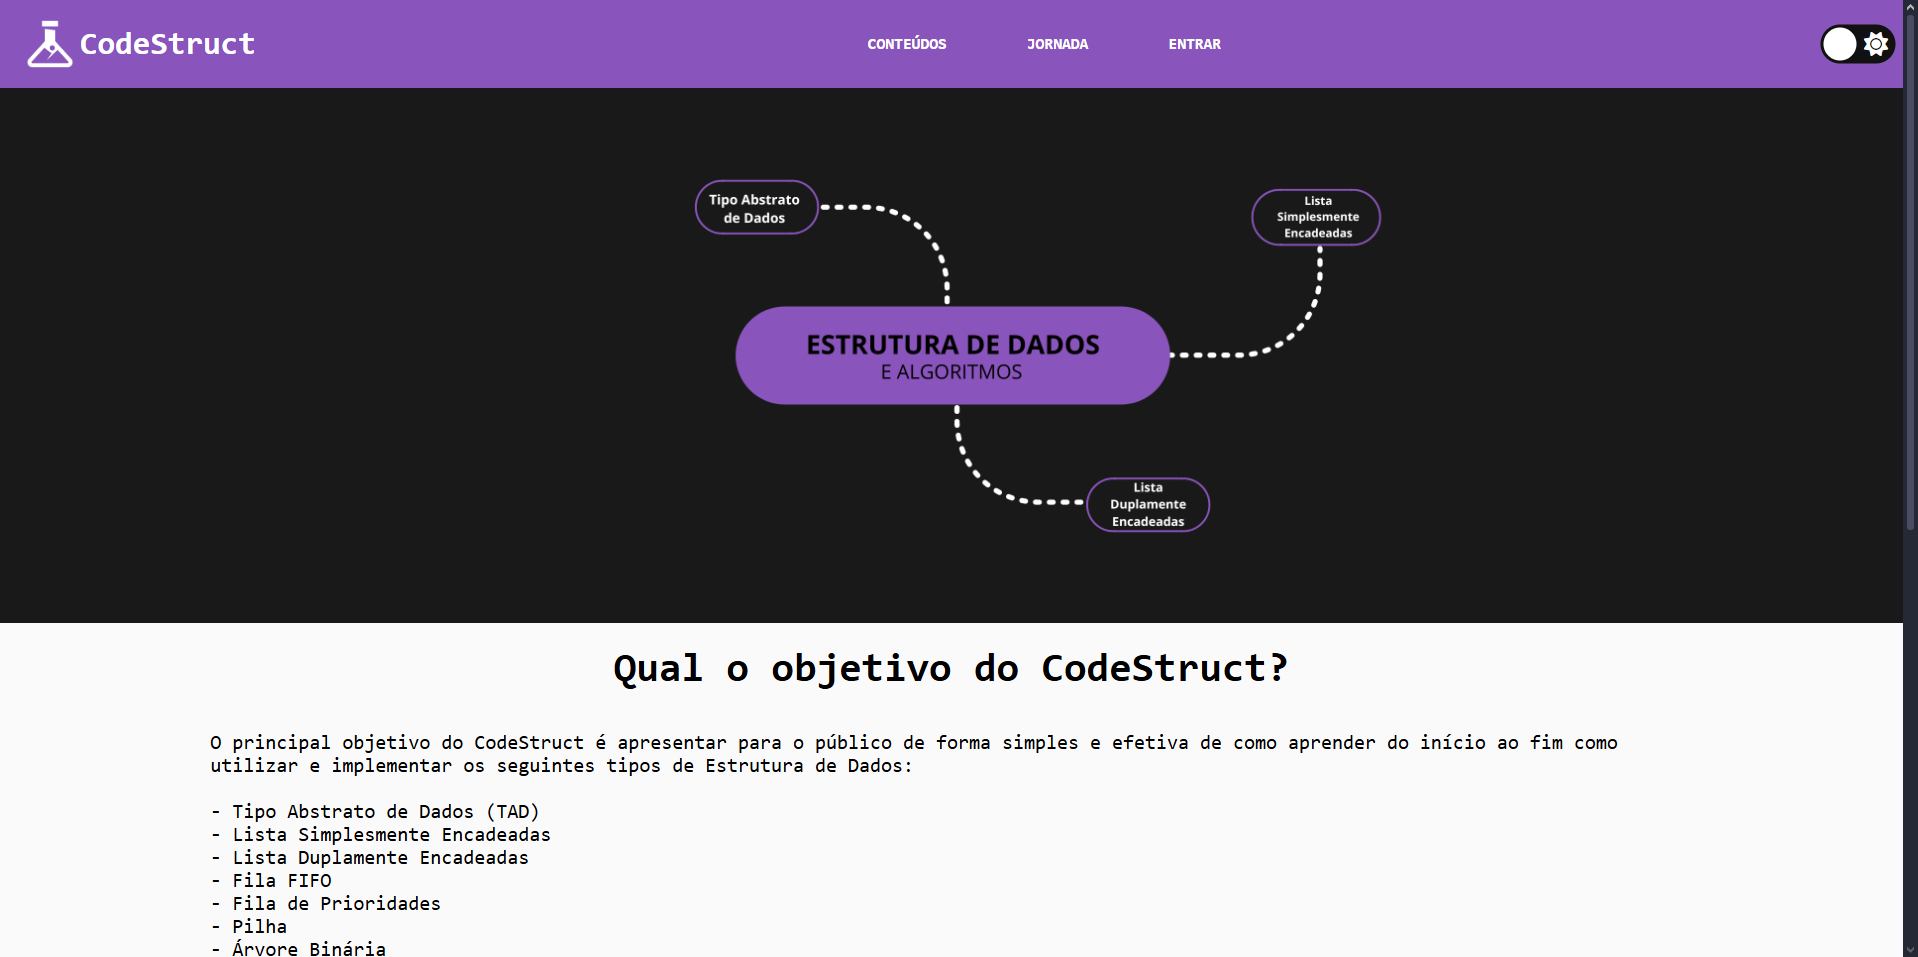 CodeStruct
CONTEÚDOS
JORNADA
ENTRAR
Tipo Abstrato
de Dados
Lista
Simplesmente
Encadeadas
ESTRUTURA DE DADOS
E ALGORITMOS
Lista
Duplamente
Encadeadas
Qual o objetivo do CodeStruct?
O principal objetivo do CodeStruct é apresentar para o público de forma simples e efetiva de como aprender do início ao fim como
utilizar e implementar os seguintes tipos de Estrutura de Dados:
- Tipo Abstrato de Dados (TAD)
- Lista Simplesmente Encadeadas
- Lista Duplamente Encadeadas
- Fila FIFO
- Fila de Prioridades
- Pilha
- Árvore Binária